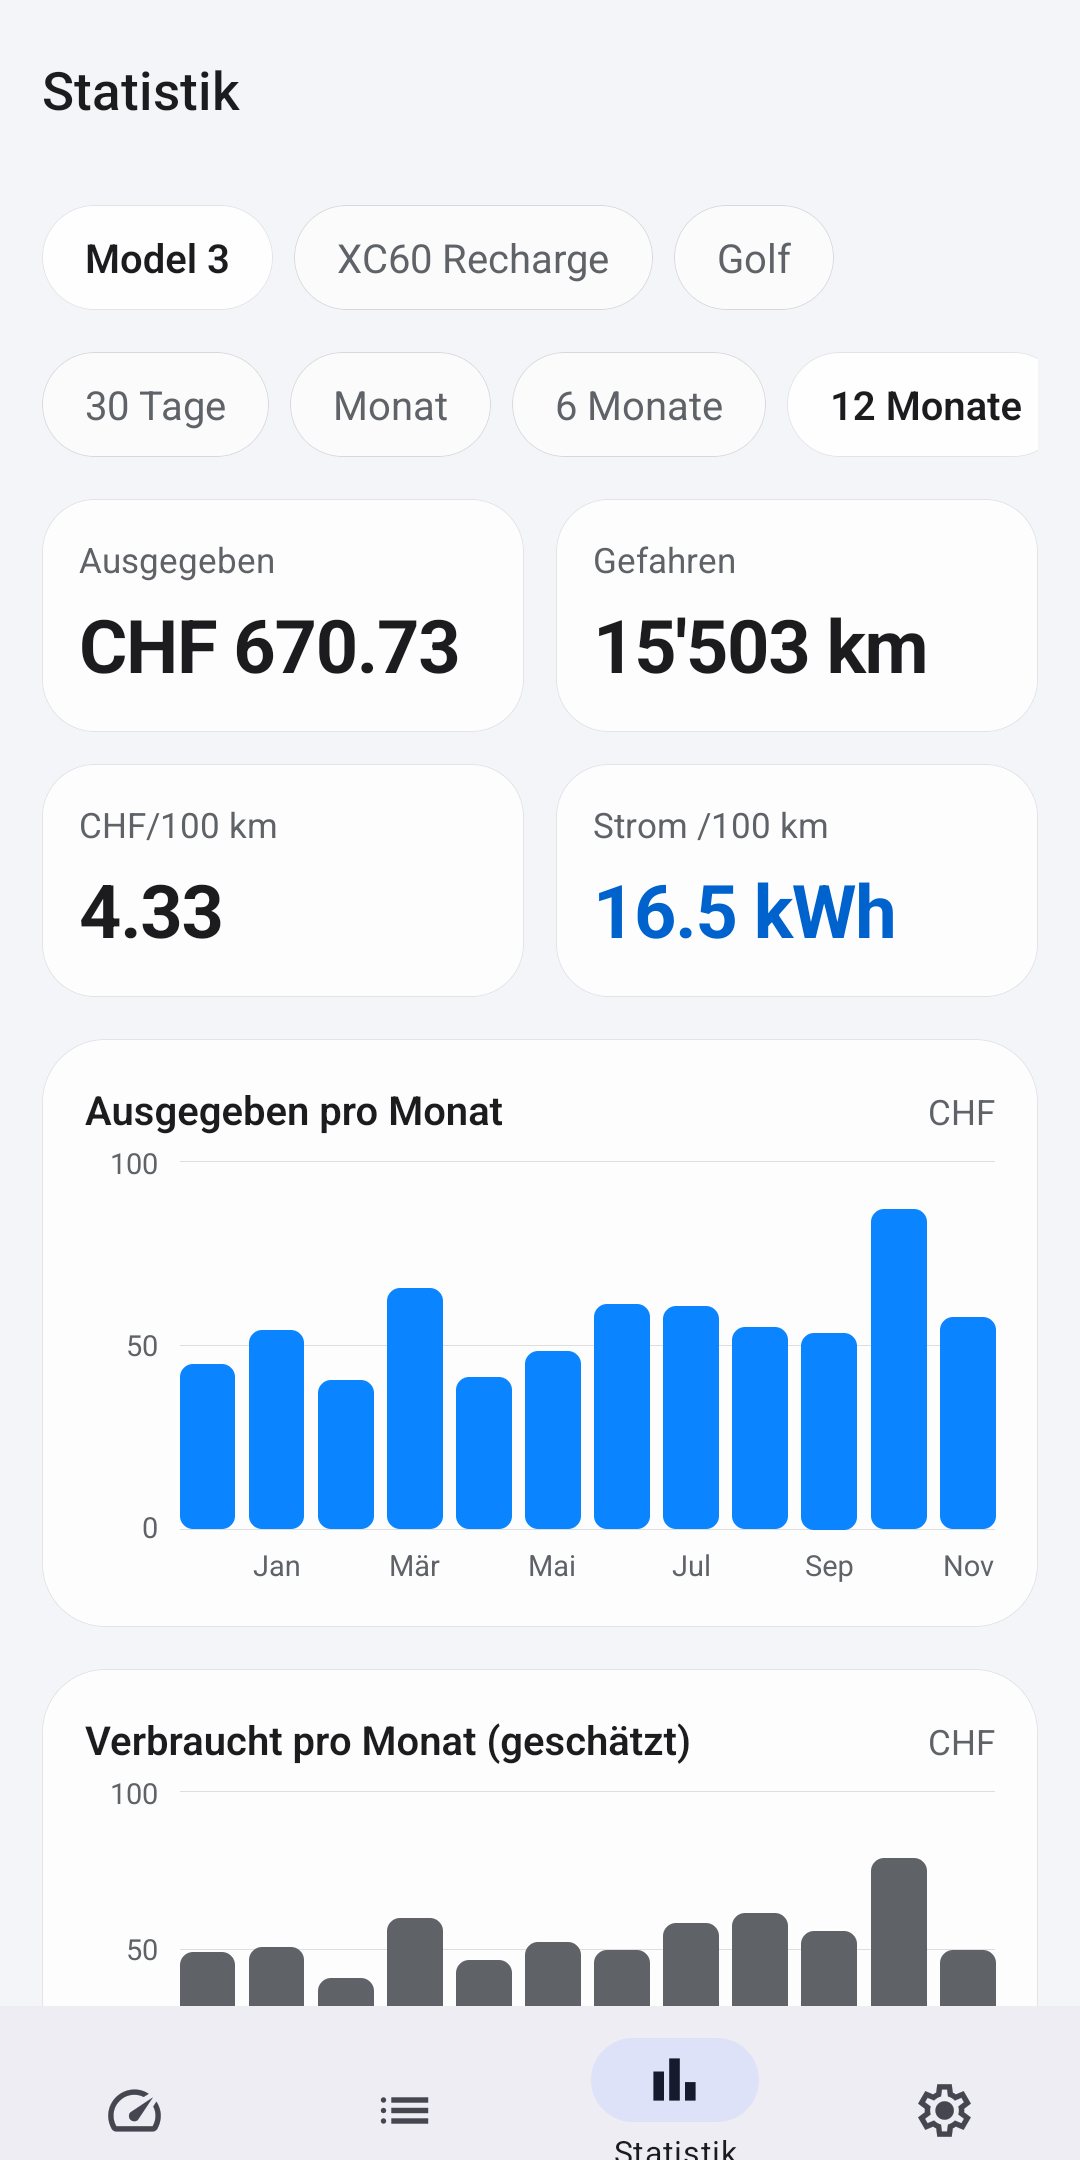 Statistik
Model 3
XC60 Recharge
Golf
30 Tage
Monat
6 Monate
12 Monate
Ausgegeben
CHF 670.73
Gefahren
15'503 km
CHF/100 km
4.33
Strom /100 km
16.5 kWh
Ausgegeben pro Monat
CHF
100
50
0
Jan
Mär
Mai
Jul
Sep
Nov
Verbraucht pro Monat (geschätzt)
CHF
100
50
Statistik